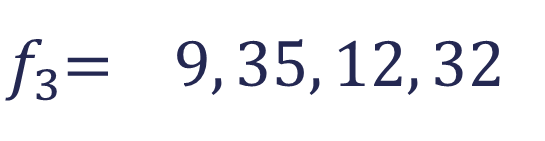 f₃= 9, 35, 12, 32